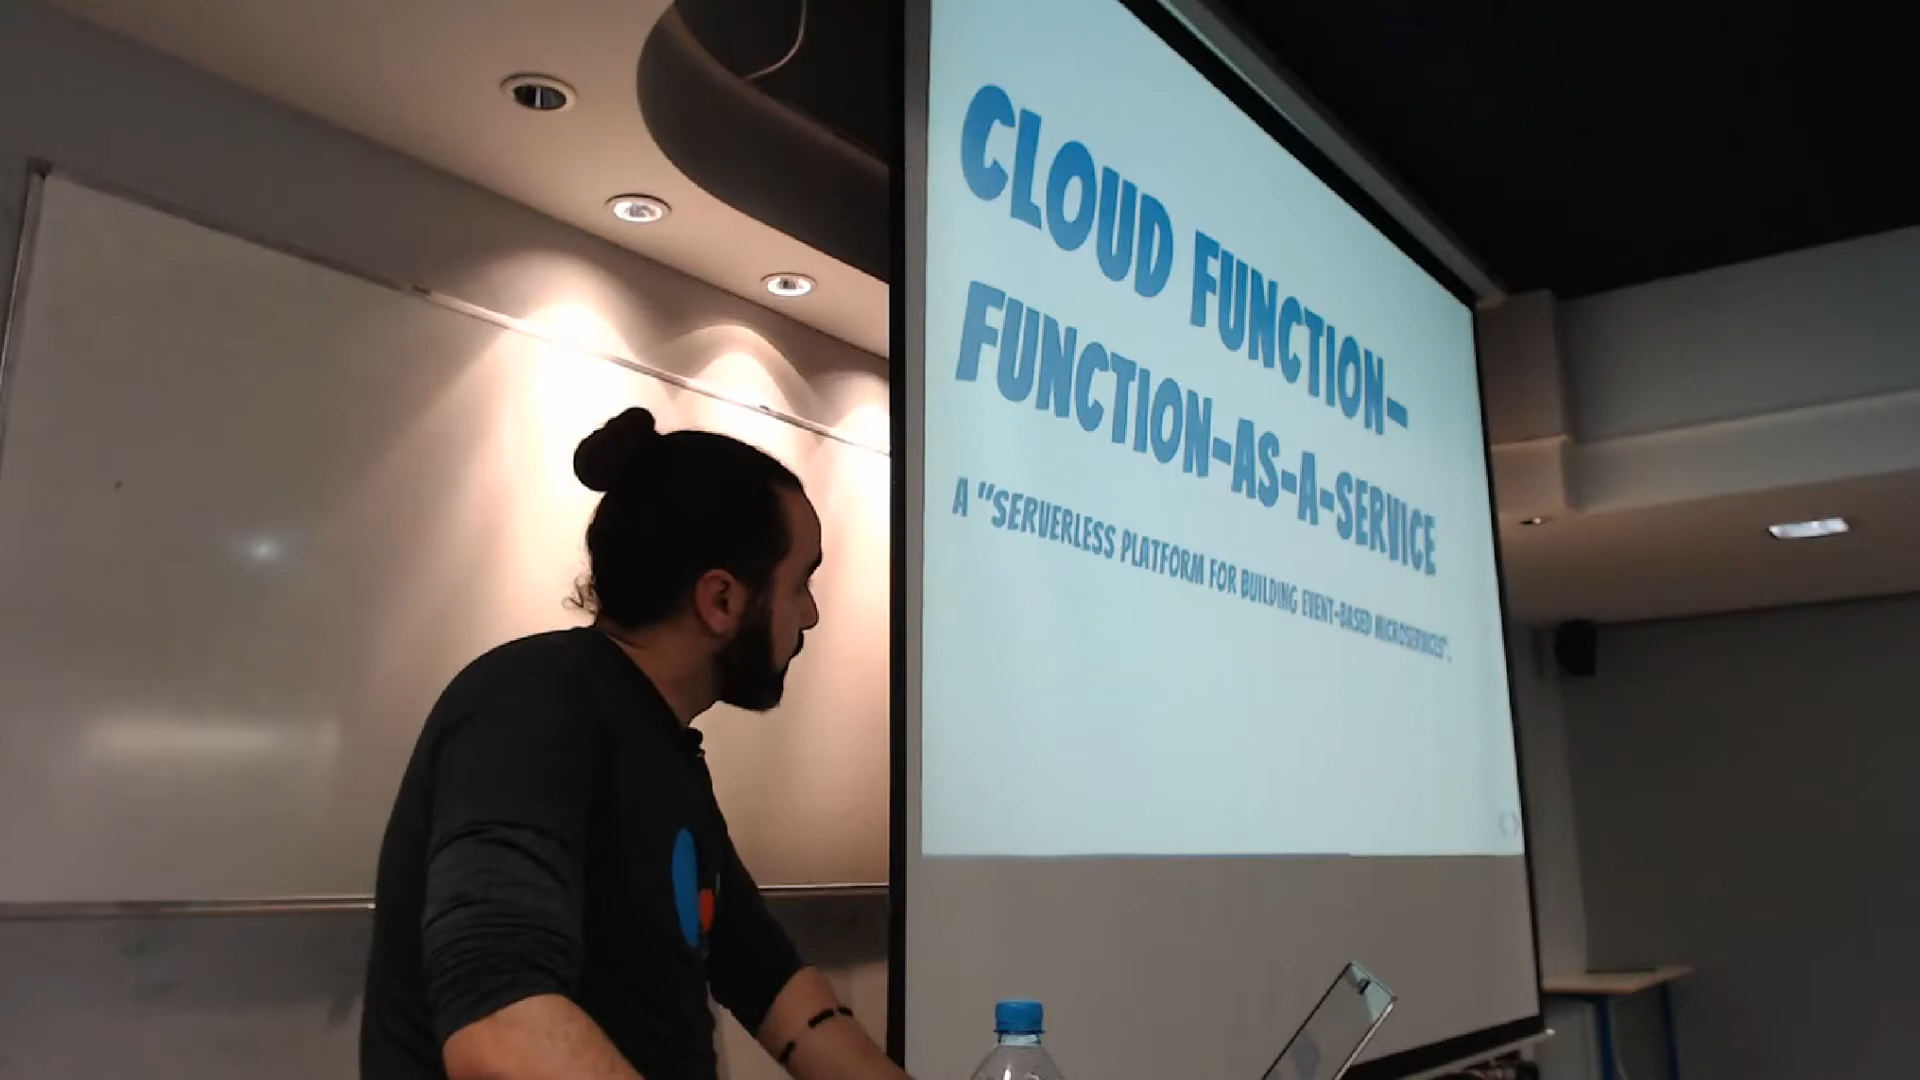 CLOUD FUNCTION-
FUNCTION-AS-A-SERVICE
A "SERVERLESS PLATFORM FOR BUILDING EVENT-BASED MICROSERVICES".